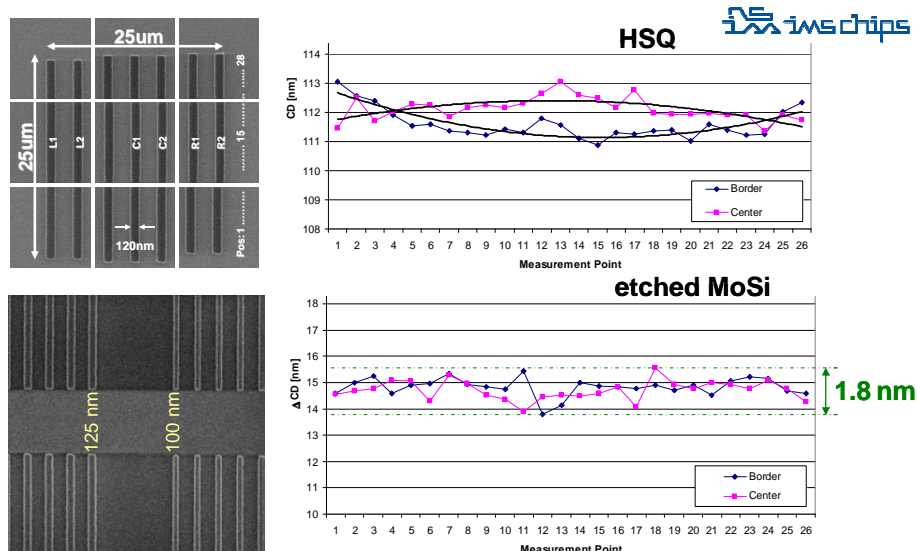 ims chips
25um
25um
L1
L2
C1
C2
R1
R2
120nm
Pos: 1 ......... 15 ...... 28
HSQ
CD [nm]
114
113
112
111
110
109
108
1 2 3 4 5 6 7 8 9 10 11 12 13 14 15 16 17 18 19 20 21 22 23 24 25 26
Measurement Point
Border
Center
125 nm
100 nm
etched MoSi
Δ CD [nm]
18
17
16
15
14
13
12
11
10
1 2 3 4 5 6 7 8 9 10 11 12 13 14 15 16 17 18 19 20 21 22 23 24 25 26
Measurement Point
Border
Center
1.8 nm